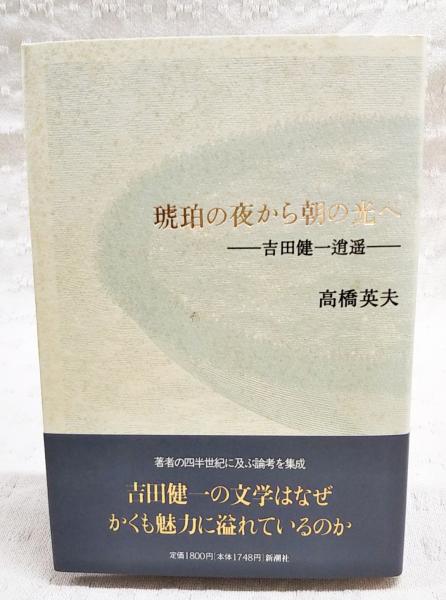 琥珀の夜から朝の光へ
——吉田健一逍遥——
高橋英夫
著者の四半世紀に及ぶ論考を集成
吉田健一の文学はなぜ
かくも魅力に溢れているのか
定価1800円[本体1748円] 新潮社